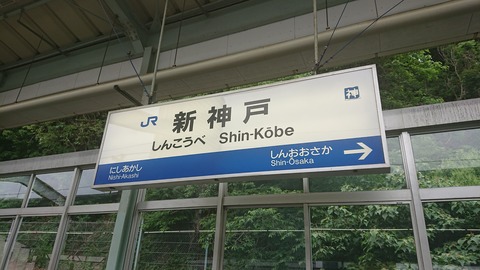 JR 新神戸 神
しんこうべ Shin-Kōbe
にしあかし しんおおさか →
Nishi-Akashi Shin-Ōsaka